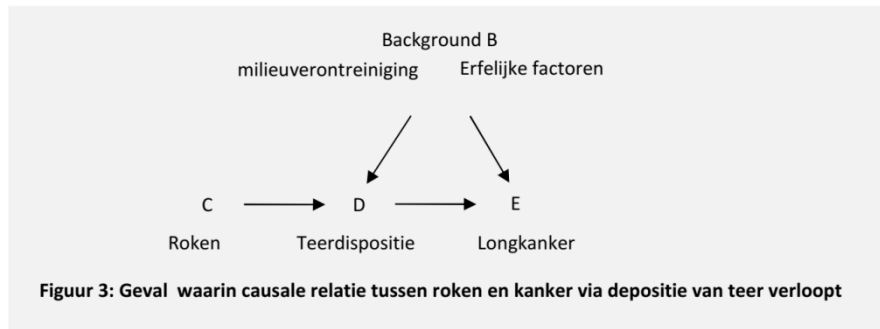 Background B
milieuverontreiniging Erfelijke factoren
C D E
Roken Teerdispositie Longkanker
Figuur 3: Geval waarin causale relatie tussen roken en kanker via depositie van teer verloopt